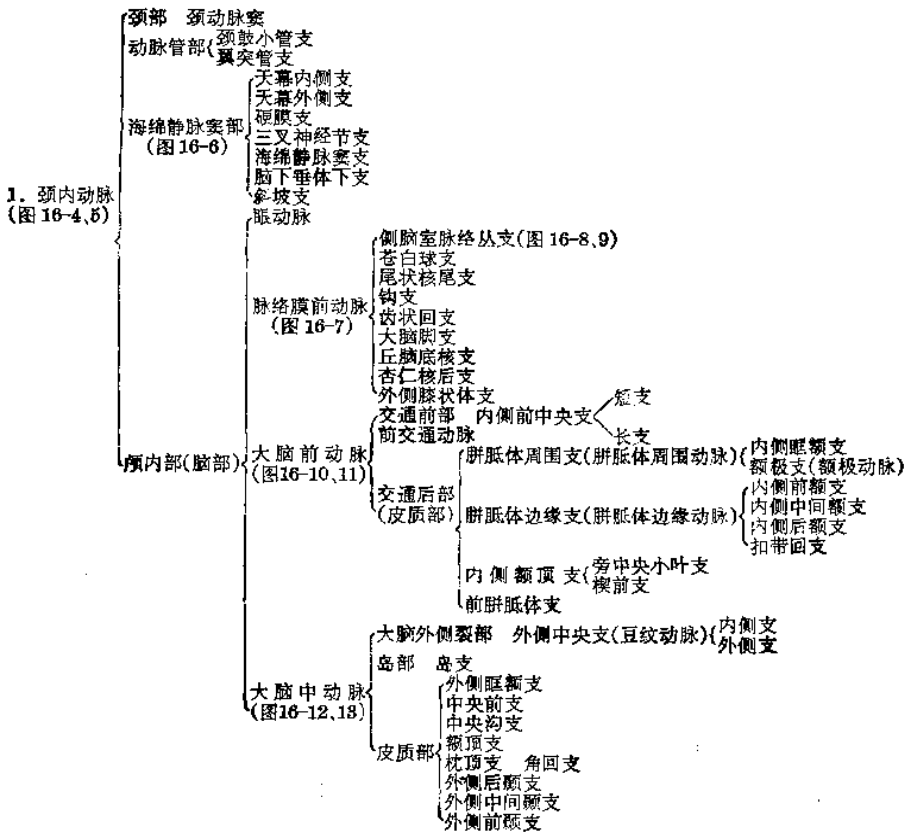 颈部 颈动脉窦
动脉管部 颈鼓小管支
翼突管支
天幕内侧支
天幕外侧支
硬膜支
海绵静脉窦部
(图16-6)
三叉神经节支
海绵静脉窦支
脑下垂体下支
斜坡支
1. 颈内动脉
(图16-4、5)
眼动脉
侧脑室脉络丛支(图16-8、9)
苍白球支
尾状核尾支
钩支
脉络膜前动脉
(图16-7)
齿状回支
大脑脚支
丘脑底核支
杏仁核后支
外侧膝状体支
短支
交通前部 内侧前中央支
前交通动脉
长支
颅内部(脑部)
大脑前动脉
(图16-10、11)
胼胝体周围支(胼胝体周围动脉)
内侧眶额支
额极支(额极动脉)
交通后部
(皮质部)
胼胝体边缘支(胼胝体边缘动脉)
内侧前额支
内侧中间额支
内侧后额支
扣带回支
内侧额顶支
旁中央小叶支
楔前支
前胼胝体支
大脑外侧裂部 外侧中央支(豆纹动脉)
内侧支
外侧支
岛部 岛支
大脑中动脉
(图16-12、13)
外侧眶额支
中央前支
中央沟支
皮质部
额顶支
枕顶支 角回支
外侧后颞支
外侧中间颞支
外侧前颞支